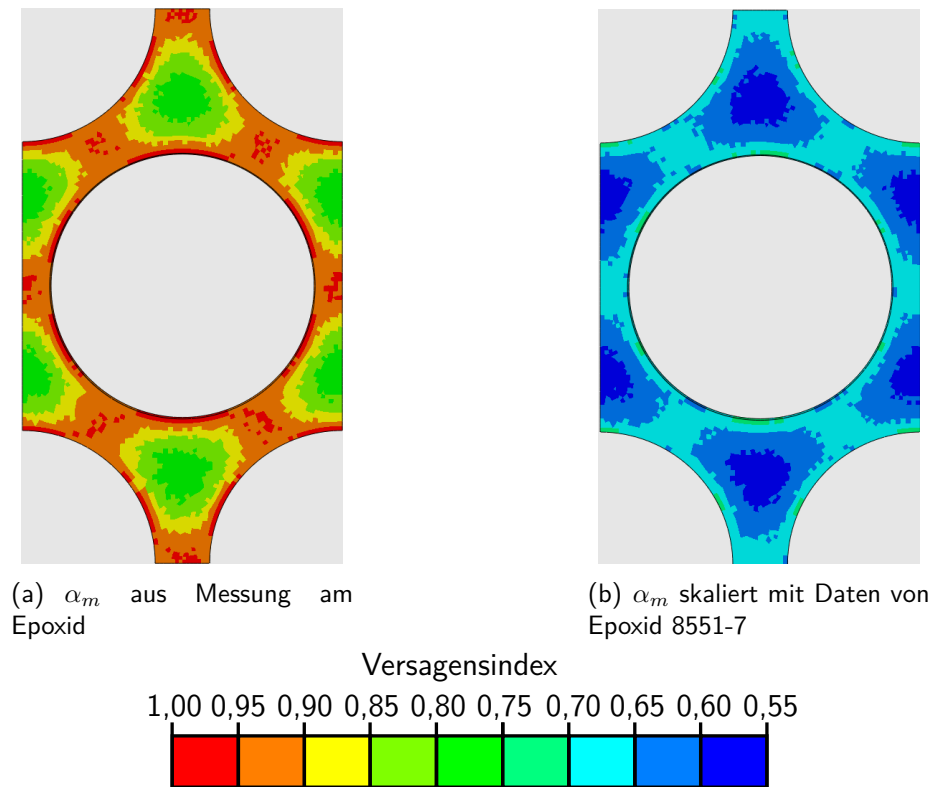 (a) αₘ aus Messung am
Epoxid
(b) αₘ skaliert mit Daten von
Epoxid 8551-7
Versagensindex
1,00 0,95 0,90 0,85 0,80 0,75 0,70 0,65 0,60 0,55